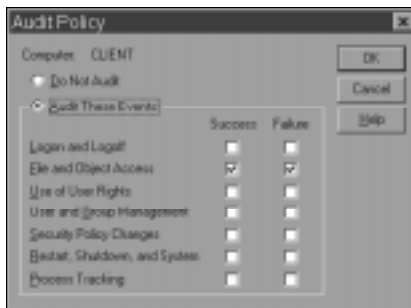 Audit Policy
Computer: CLIENT
Do Not Audit
Audit These Events
Success Failure
Logon and Logoff
File and Object Access
Use of User Rights
User and Group Management
Security Policy Changes
Restart, Shutdown, and System
Process Tracking
OK
Cancel
Help